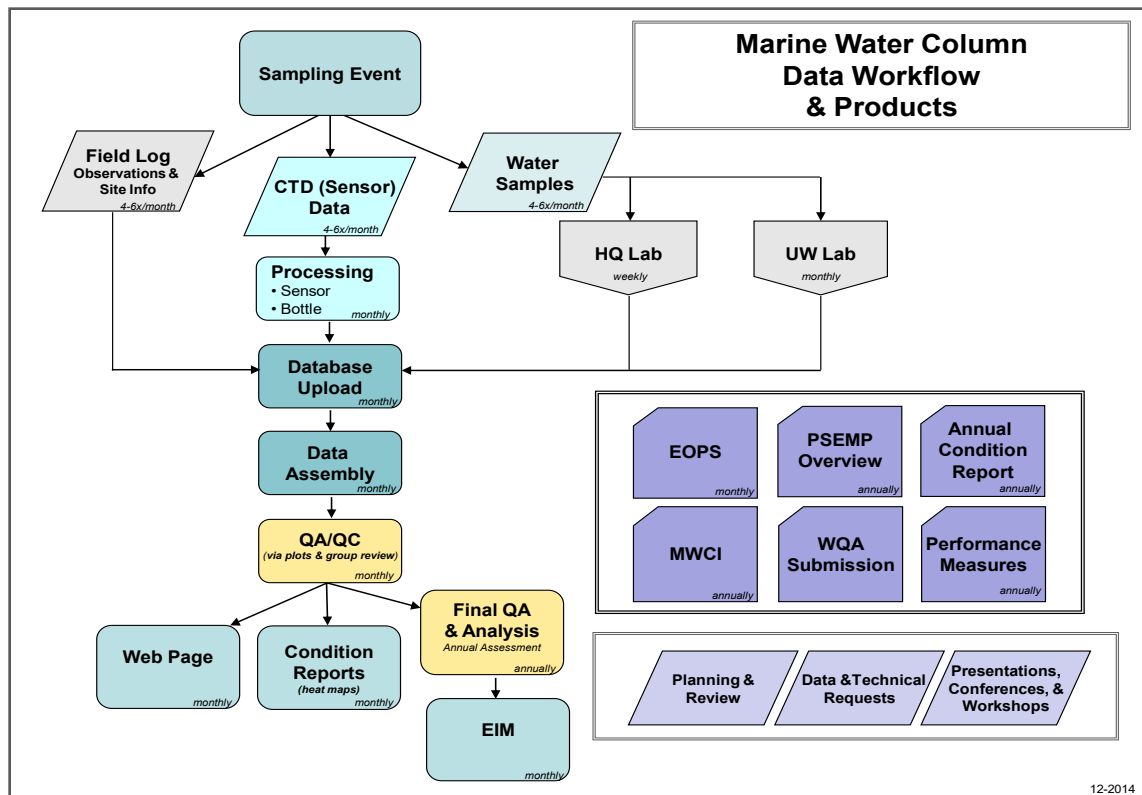 Marine Water Column
Data Workflow
& Products
Sampling Event
Field Log
Observations &
Site Info
4-6x/month
CTD (Sensor)
Data
4-6x/month
Water
Samples
4-6x/month
HQ Lab
weekly
UW Lab
monthly
Processing
• Sensor
• Bottle
monthly
Database
Upload
monthly
Data
Assembly
monthly
QA/QC
(via plots & group review)
monthly
Web Page
monthly
Condition
Reports
(heat maps)
monthly
Final QA
& Analysis
Annual Assessment
annually
EIM
monthly
EOPS
monthly
PSEMP
Overview
annually
Annual
Condition
Report
annually
MWCI
annually
WQA
Submission
Performance
Measures
annually
Planning &
Review
Data &Technical
Requests
Presentations,
Conferences, &
Workshops
12-2014